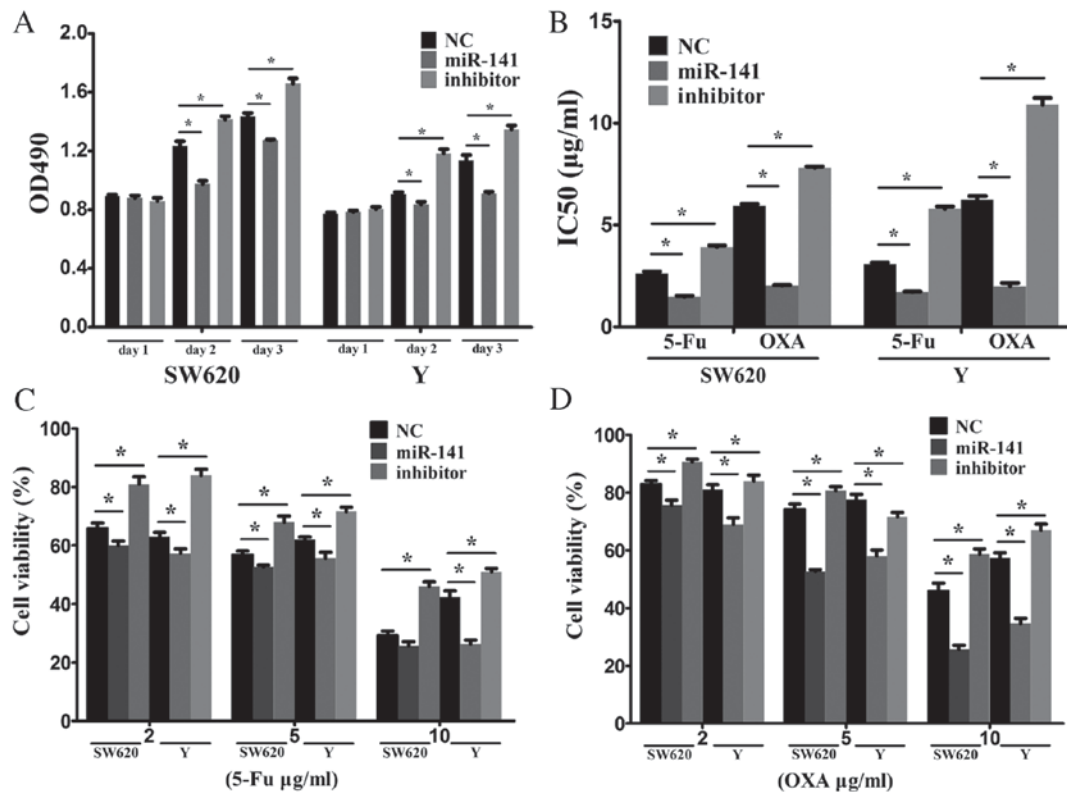 A
2.0
1.6
1.2
0.8
0.4
0.0
OD490
NC
miR-141
inhibitor
* * * * * * * *
day 1 day 2 day 3 day 1 day 2 day 3
SW620 Y
B
15
10
5
0
IC50 (µg/ml)
NC
miR-141
inhibitor
* * * * * * * *
5-Fu OXA 5-Fu OXA
SW620 Y
C
100
80
60
40
20
0
Cell viability (%)
NC
miR-141
inhibitor
* * * * * * * * * * *
2 5 10
SW620 Y SW620 Y SW620 Y
(5-Fu µg/ml)
D
100
80
60
40
20
0
Cell viability (%)
NC
miR-141
inhibitor
* * * * * * * * * * * *
2 5 10
SW620 Y SW620 Y SW620 Y
(OXA µg/ml)